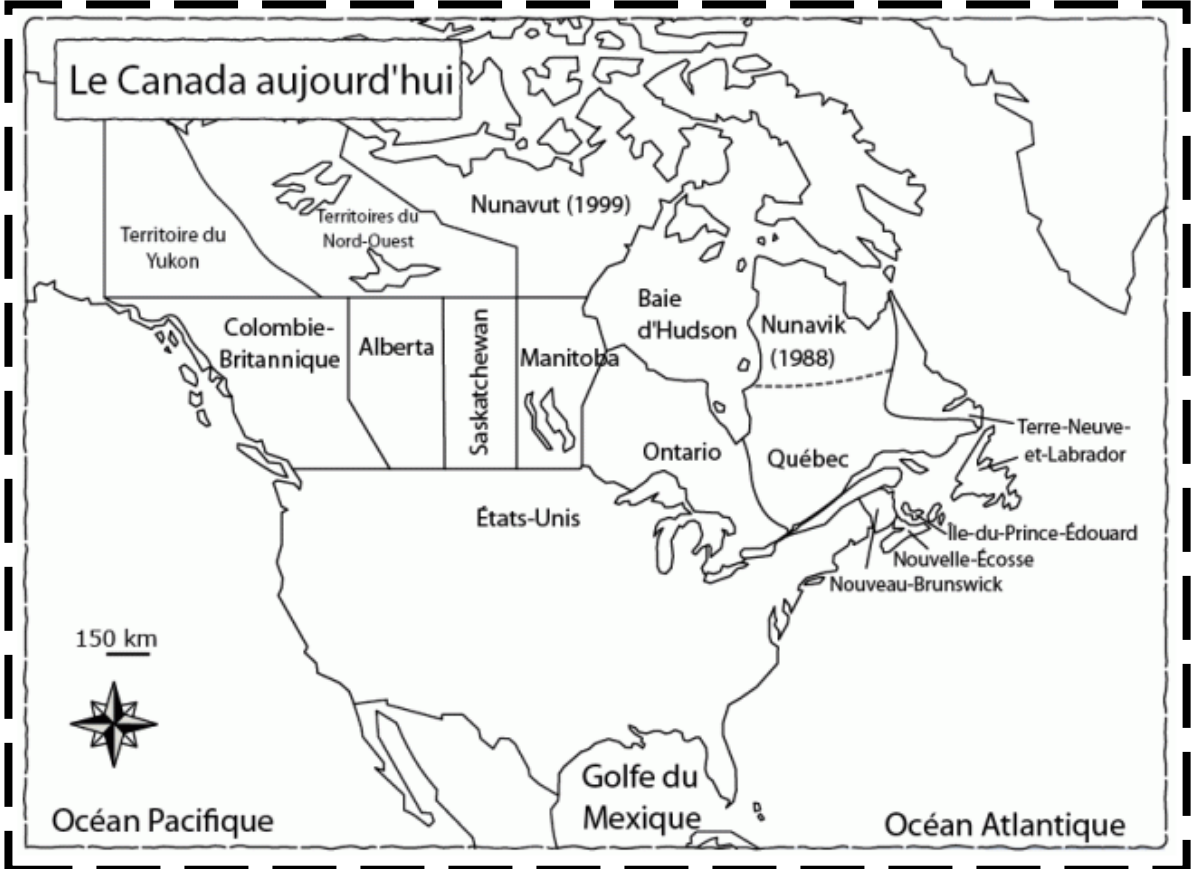 Le Canada aujourd'hui
Nunavut (1999)
Territoires du
Nord-Ouest
Territoire du
Yukon
Baie
d'Hudson
Nunavik
(1988)
Colombie-
Britannique
Alberta
Saskatchewan
Manitoba
Terre-Neuve-
et-Labrador
Ontario
Québec
États-Unis
Île-du-Prince-Édouard
Nouvelle-Écosse
Nouveau-Brunswick
150 km
Golfe du
Mexique
Océan Pacifique
Océan Atlantique